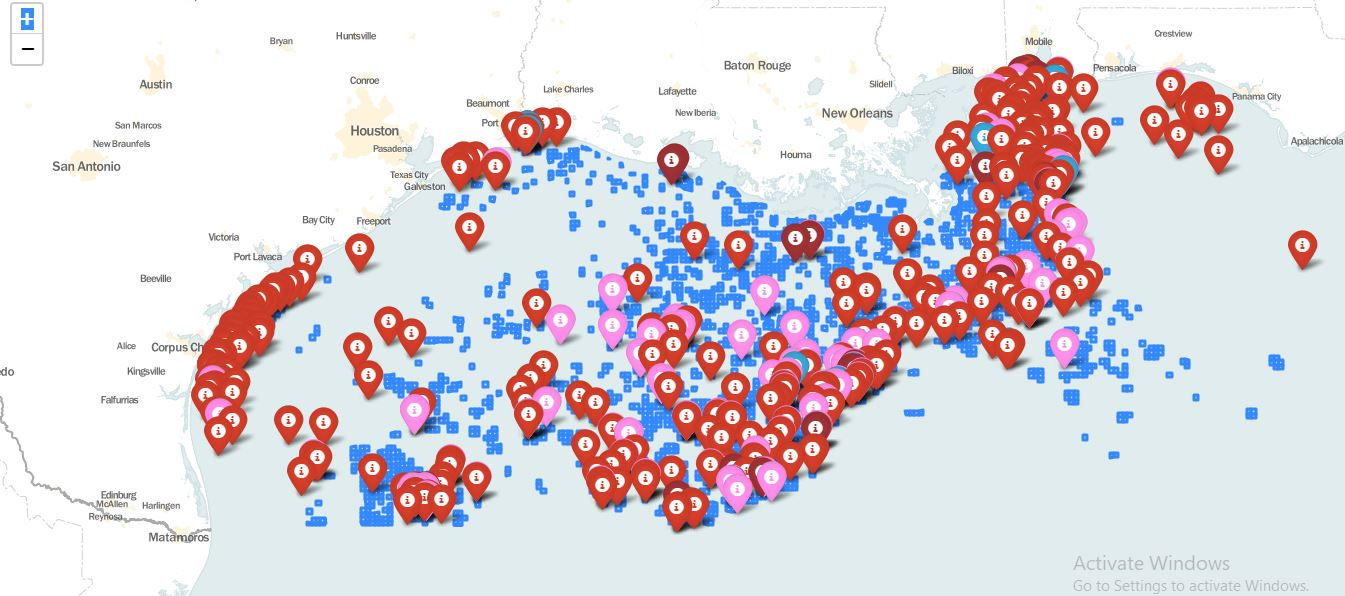 +
−
Bryan
Huntsville
Mobile
Crestview
Austin
Conroe
Baton Rouge
Biloxi
Pensacola
Beaumont
Lake Charles
Lafayette
Slidell
Panama City
San Marcos
Houston
Port
New Iberia
New Orleans
New Braunfels
Pasadena
Houma
Apalachicola
San Antonio
Texas City
Galveston
Bay City
Freeport
Victoria
Port Lavaca
Beeville
Alice
Corpus Ch
Kingsville
do
Falfurrias
Edinburg
McAllen
Harlingen
Reynosa
Matamoros
Activate Windows
Go to Settings to activate Windows.